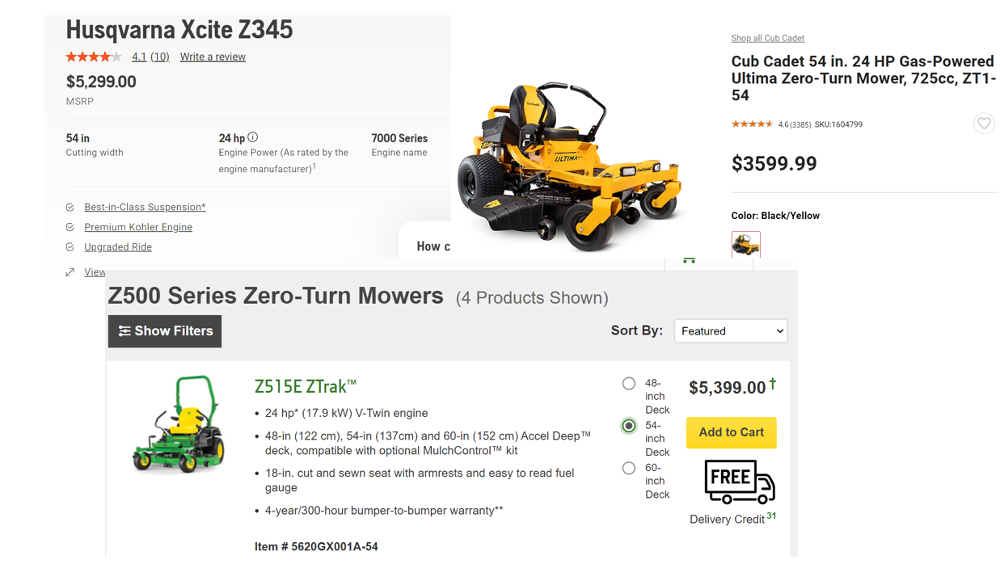 Husqvarna Xcite Z345
4.1 (10) Write a review
$5,299.00
MSRP
54 in
Cutting width
24 hp
Engine Power (As rated by the
engine manufacturer)1
7000 Series
Engine name
Best-in-Class Suspension*
Premium Kohler Engine
Upgraded Ride
View
How c
Cub Cadet
ULTIMA
Cub Cadet
Shop all Cub Cadet
Cub Cadet 54 in. 24 HP Gas-Powered
Ultima Zero-Turn Mower, 725cc, ZT1-
54
4.6 (3385) SKU:1604799
$3599.99
Color: Black/Yellow
Z500 Series Zero-Turn Mowers (4 Products Shown)
Show Filters
Sort By: Featured
Z515E ZTrak™
• 24 hp* (17.9 kW) V-Twin engine
• 48-in (122 cm), 54-in (137cm) and 60-in (152 cm) Accel Deep™
deck, compatible with optional MulchControl™ kit
• 18-in. cut and sewn seat with armrests and easy to read fuel
gauge
• 4-year/300-hour bumper-to-bumper warranty**
Item # 5620GX001A-54
48-
inch
Deck
54-
inch
Deck
60-
inch
Deck
$5,399.00†
Add to Cart
FREE
Delivery Credit 31